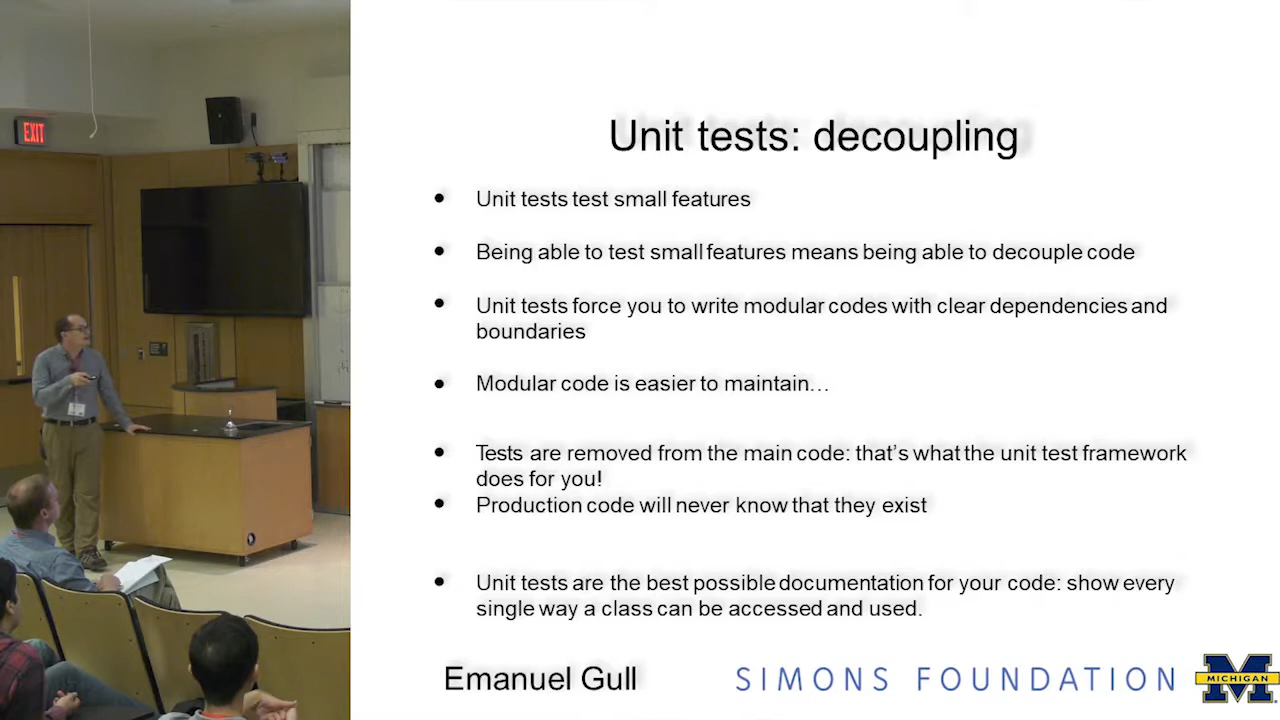 EXIT
Unit tests: decoupling
• Unit tests test small features
• Being able to test small features means being able to decouple code
• Unit tests force you to write modular codes with clear dependencies and
boundaries
• Modular code is easier to maintain…
• Tests are removed from the main code: that’s what the unit test framework
does for you!
• Production code will never know that they exist
• Unit tests are the best possible documentation for your code: show every
single way a class can be accessed and used.
Emanuel Gull
SIMONS FOUNDATION
M
MICHIGAN